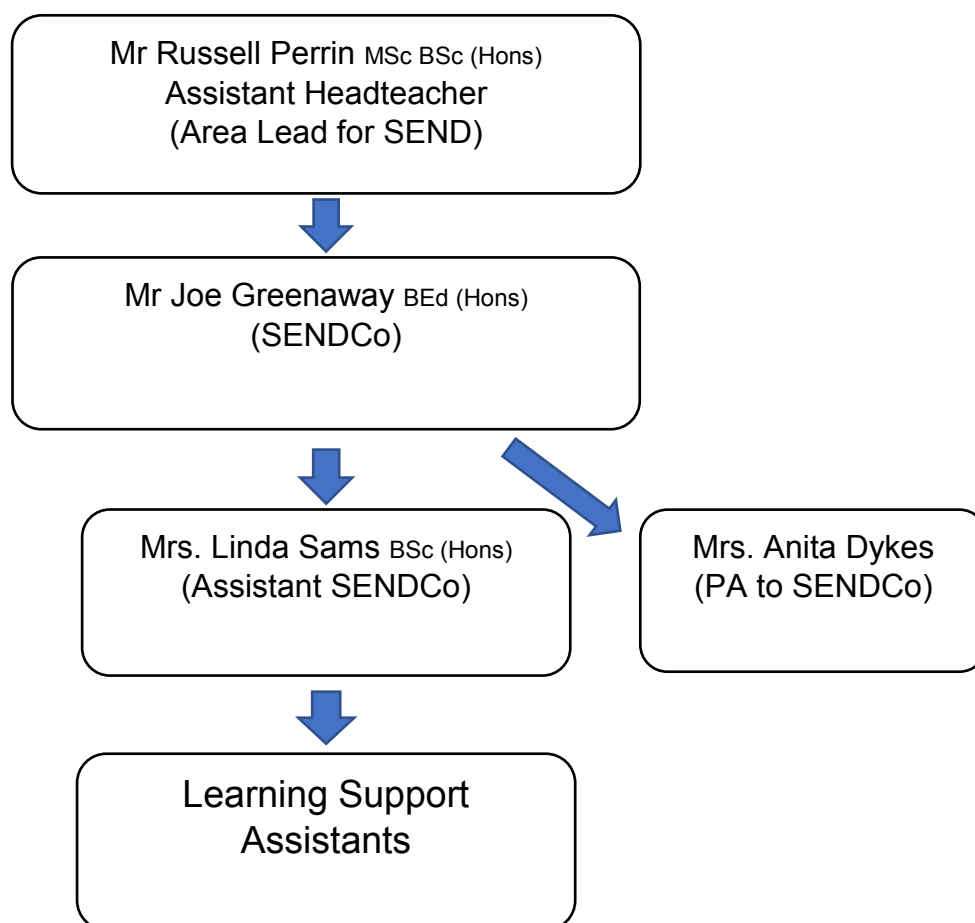 Mr Russell Perrin MSc BSc (Hons)
Assistant Headteacher
(Area Lead for SEND)
Mr Joe Greenaway BEd (Hons)
(SENDCo)
Mrs. Linda Sams BSc (Hons)
(Assistant SENDCo)
Mrs. Anita Dykes
(PA to SENDCo)
Learning Support
Assistants